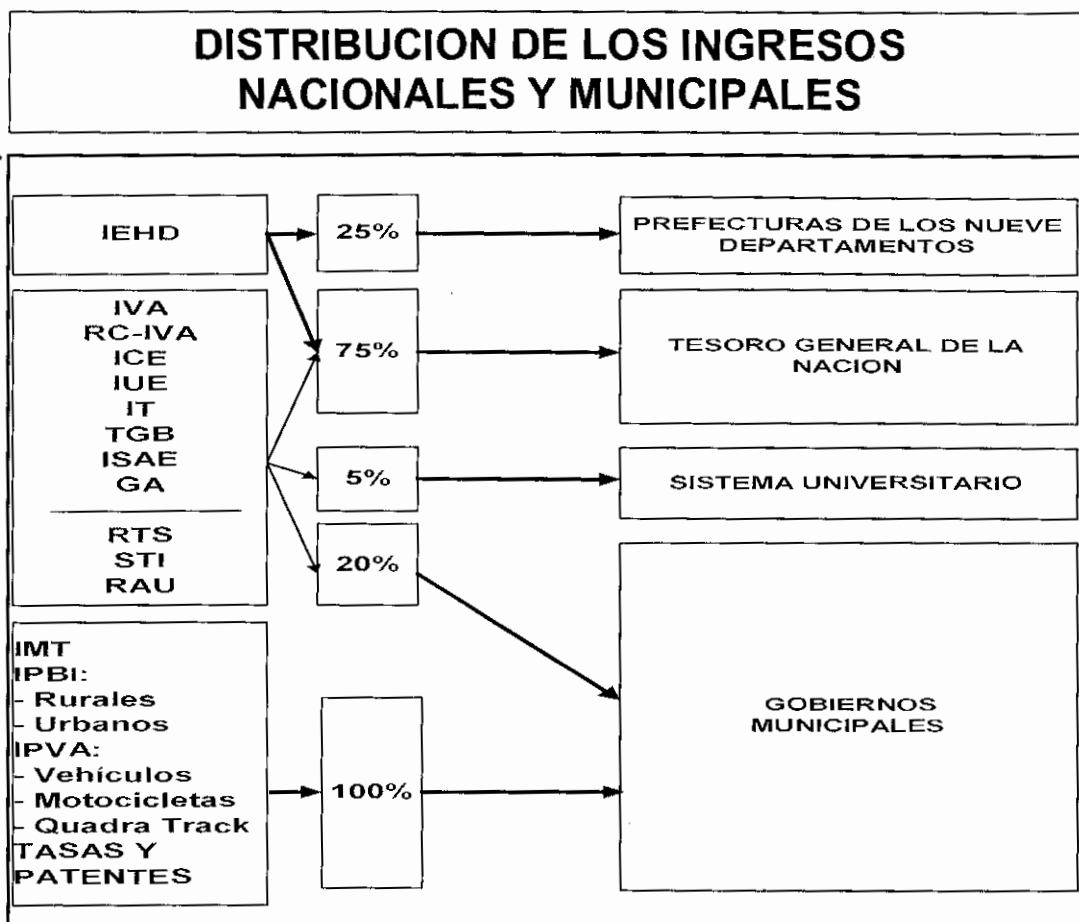 DISTRIBUCION DE LOS INGRESOS
NACIONALES Y MUNICIPALES
IEHD
25%
PREFECTURAS DE LOS NUEVE
DEPARTAMENTOS
IVA
RC-IVA
ICE
IUE
IT
TGB
ISAE
GA
RTS
STI
RAU
75%
TESORO GENERAL DE LA
NACION
5%
SISTEMA UNIVERSITARIO
20%
IMT
IPBI:
- Rurales
- Urbanos
IPVA:
- Vehículos
- Motocicletas
- Quadra Track
TASAS Y
PATENTES
100%
GOBIERNOS
MUNICIPALES